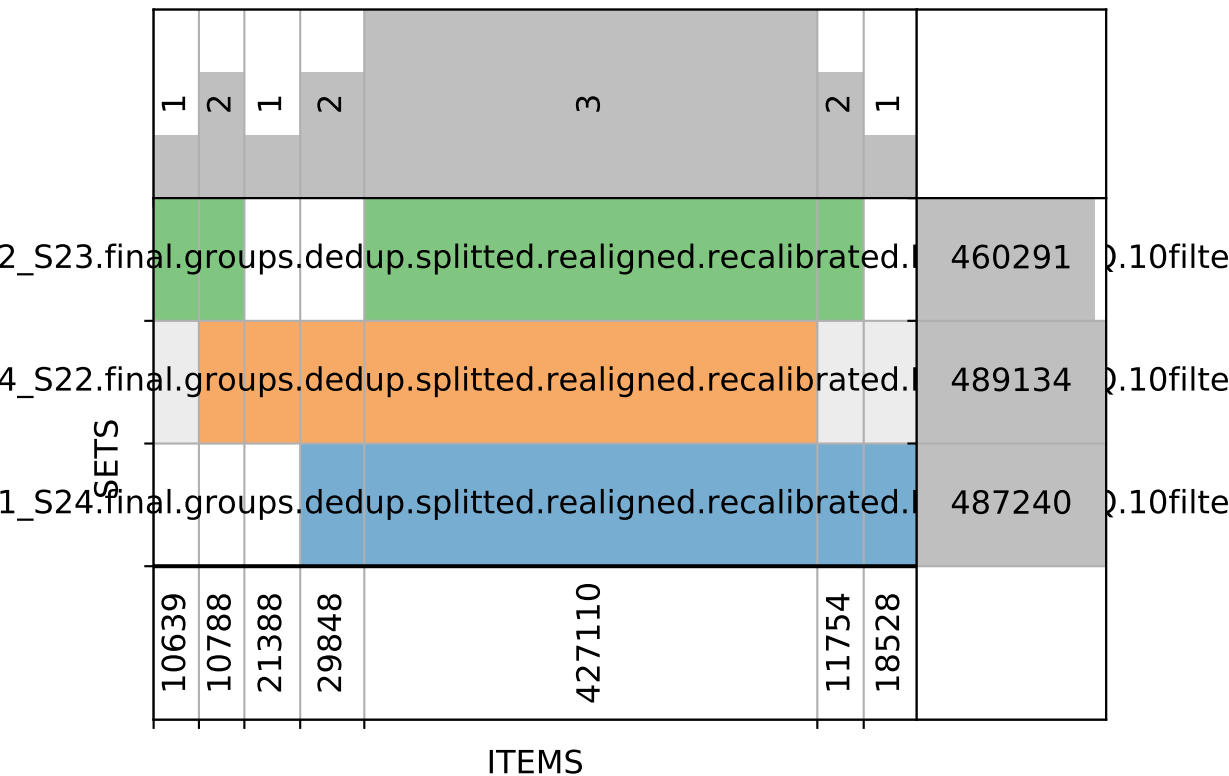 1 2 1 2 3 2 1
2_S23.final.groups.dedup.splitted.realigned.recalibrated. 460291 .10filte
4_S22.final.groups.dedup.splitted.realigned.recalibrated. 489134 .10filte
SETS
1_S24.final.groups.dedup.splitted.realigned.recalibrated. 487240 .10filte
10639 10788 21388 29848 427110 11754 18528
ITEMS